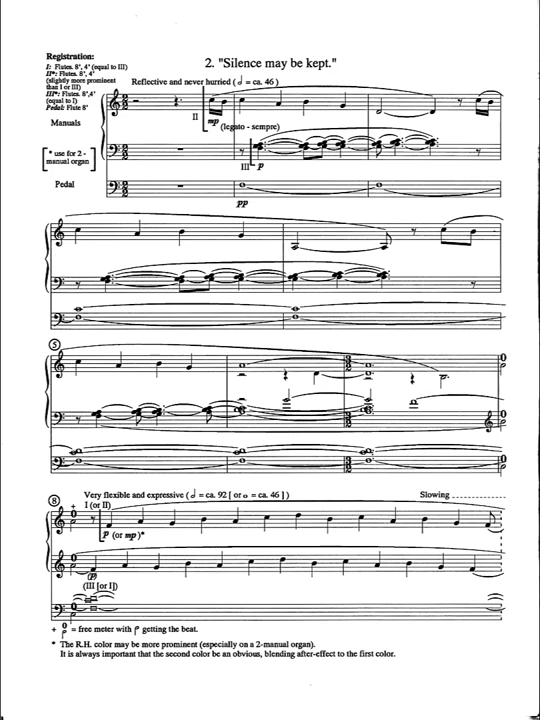 2. "Silence may be kept."
Registration:
I: Flutes. 8', 4' (equal to III)
II*: Flutes. 8', 4'
(slightly more prominent
than I or III)
III*: Flutes. 8',4'
(equal to I)
Pedal: Flute 8'
Reflective and never hurried ( = ca. 46 )
Manuals
II
mp
(legato - sempre)
* use for 2 -
manual organ
III
p
Pedal
pp
5
8
Very flexible and expressive ( = ca. 92 [ or = ca. 46 ] )
Slowing
+ I (or II)
p (or mp )*
(p)
(III [or I])
+ 0 = free meter with getting the beat.
* The R.H. color may be more prominent (especially on a 2-manual organ).
It is always important that the second color be an obvious, blending after-effect to the first color.